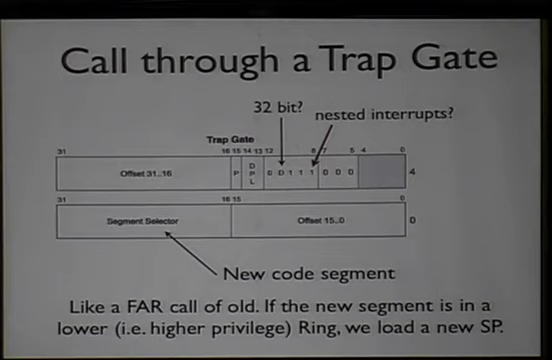 Call through a Trap Gate
32 bit?
nested interrupts?
Trap Gate
31 16 15 14 13 12 8 7 5 4 0
Offset 31..16 P D P L 0 D 1 1 1 0 0 0 4
31 16 15 0
Segment Selector Offset 15..0 0
New code segment
Like a FAR call of old. If the new segment is in a
lower (i.e. higher privilege) Ring, we load a new SP.